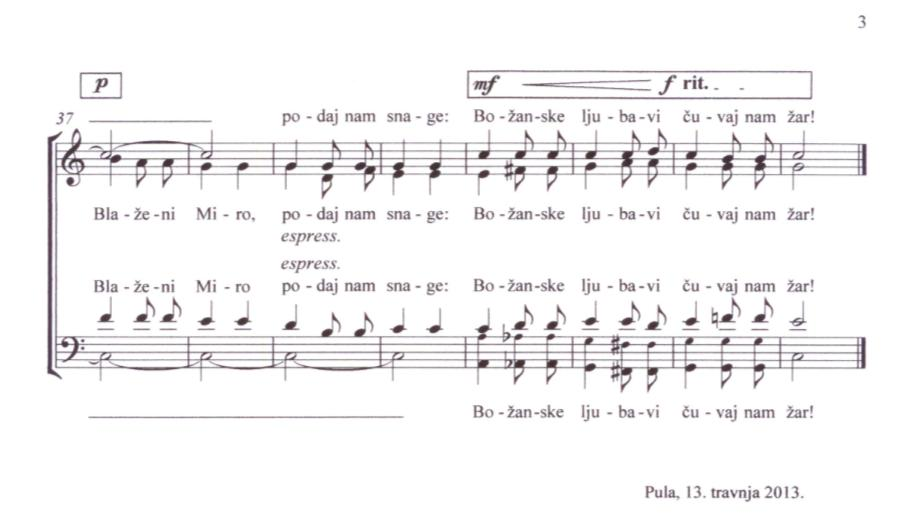 3
p mf f rit. _ _
37 ____ po - daj nam sna - ge: Bo - žan - ske lju - ba - vi ču - vaj nam žar!
Bla - že - ni Mi - ro, po - daj nam sna - ge: Bo - žan - ske lju - ba - vi ču - vaj nam žar!
espress.
espress.
Bla - že - ni Mi - ro po - daj nam sna - ge: Bo - žan - ske lju - ba - vi ču - vaj nam žar!
____ Bo - žan - ske lju - ba - vi ču - vaj nam žar!
Pula, 13. travnja 2013.